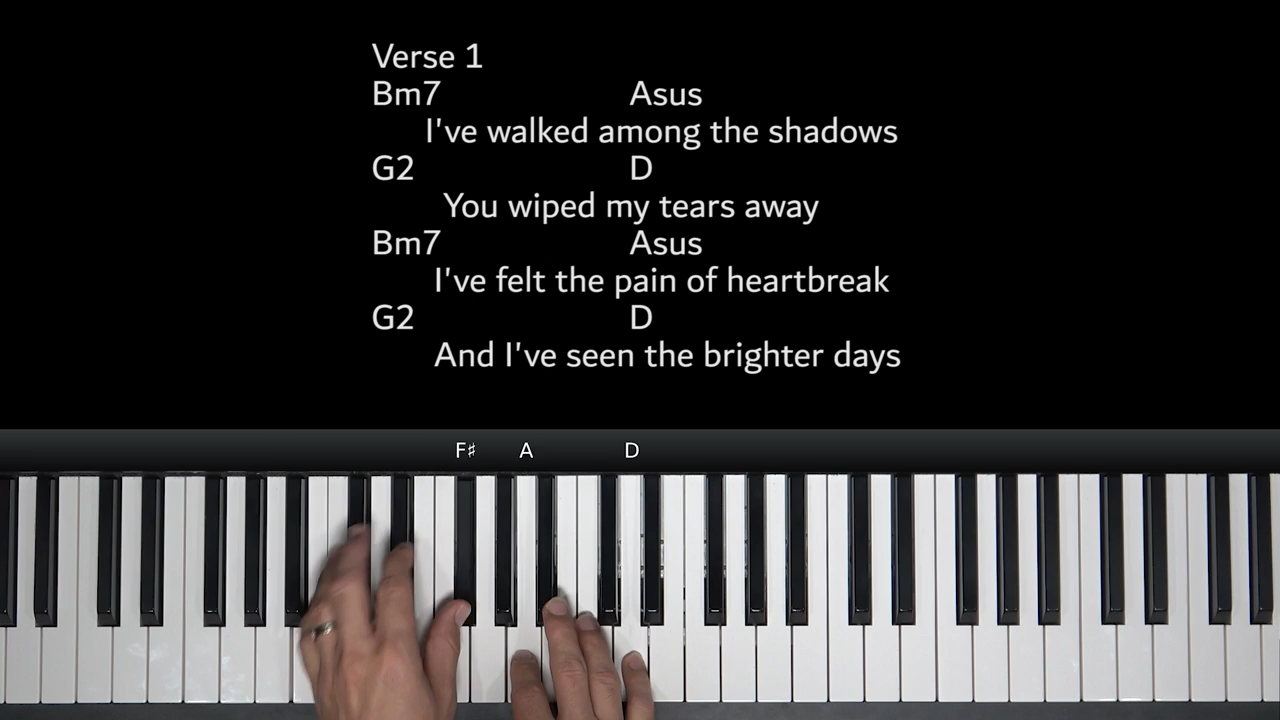 Verse 1
Bm7 Asus
I've walked among the shadows
G2 D
You wiped my tears away
Bm7 Asus
I've felt the pain of heartbreak
G2 D
And I've seen the brighter days
F♯ A D